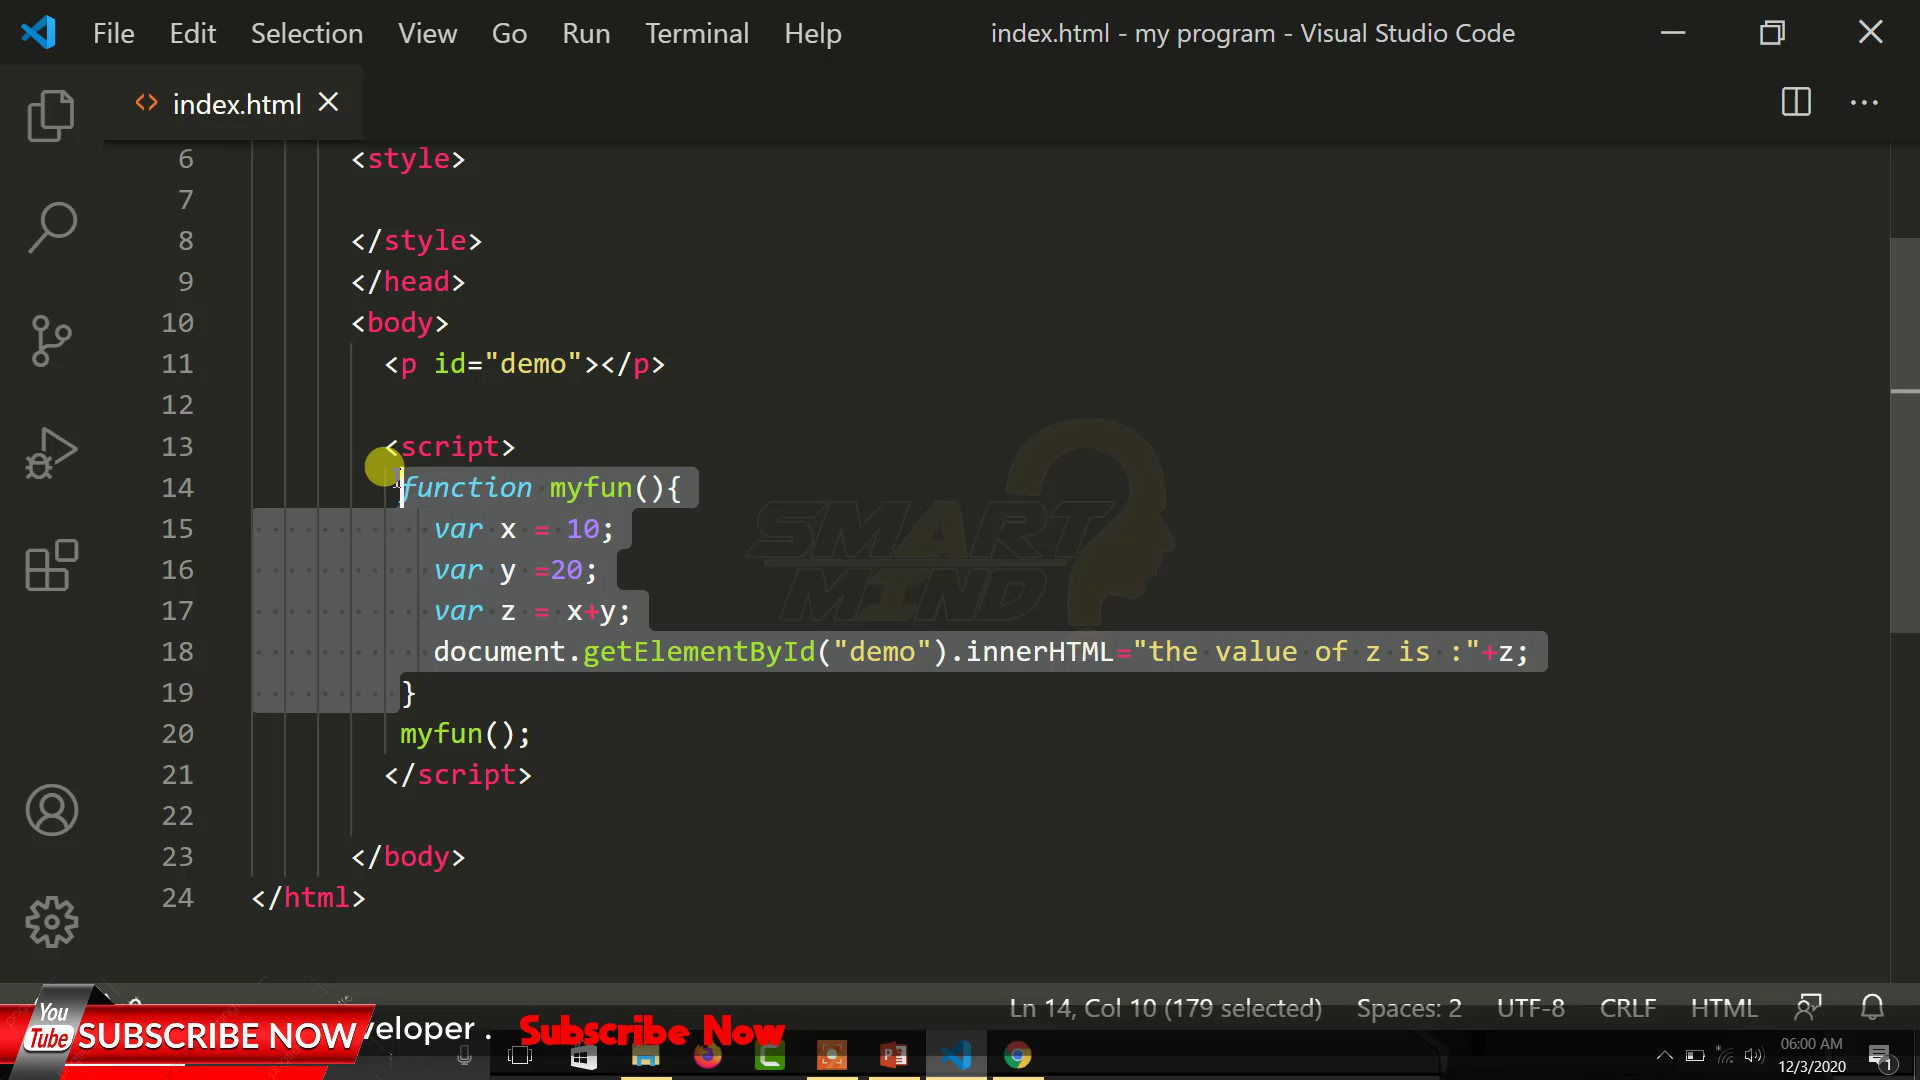 File Edit Selection View Go Run Terminal Help index.html - my program - Visual Studio Code
index.html
6 <style>
7
8 </style>
9 </head>
10 <body>
11 <p id="demo"></p>
12
13 <script>
14 function myfun(){
15 var x = 10;
16 var y =20;
17 var z = x+y;
18 document.getElementById("demo").innerHTML="the value of z is :"+z;
19 }
20 myfun();
21 </script>
22
23 </body>
24 </html>
SMART
MIND
Ln 14, Col 10 (179 selected) Spaces: 2 UTF-8 CRLF HTML
You
Tube SUBSCRIBE NOW veloper . Subscribe Now
06:00 AM
12/3/2020
1